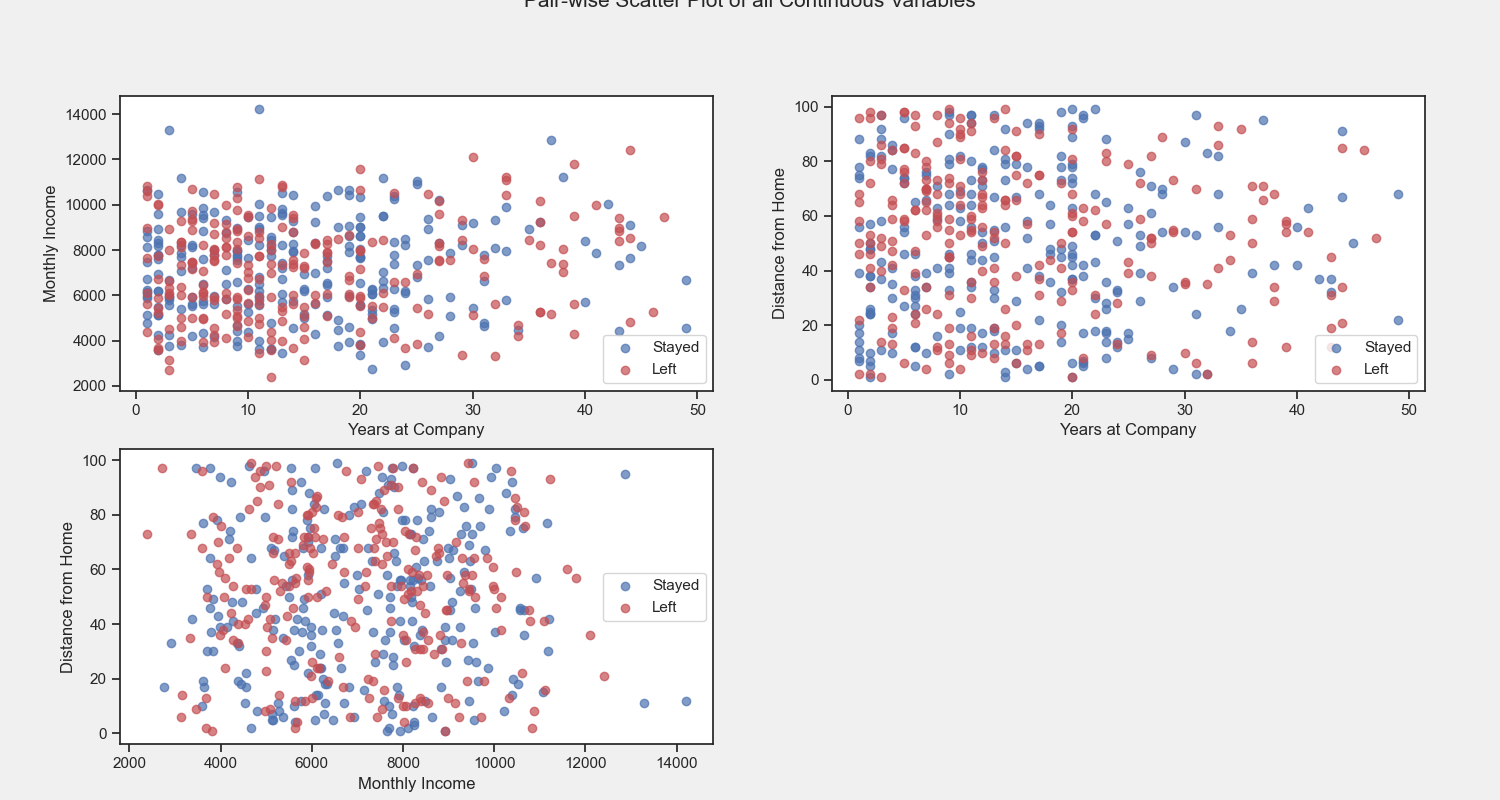 Pair-wise Scatter Plot of all Continuous Variables
14000
12000
10000
8000
6000
4000
2000
Monthly Income
0 10 20 30 40 50
Years at Company
Stayed
Left
100
80
60
40
20
0
Distance from Home
0 10 20 30 40 50
Years at Company
Stayed
Left
100
80
60
40
20
0
Distance from Home
2000 4000 6000 8000 10000 12000 14000
Monthly Income
Stayed
Left